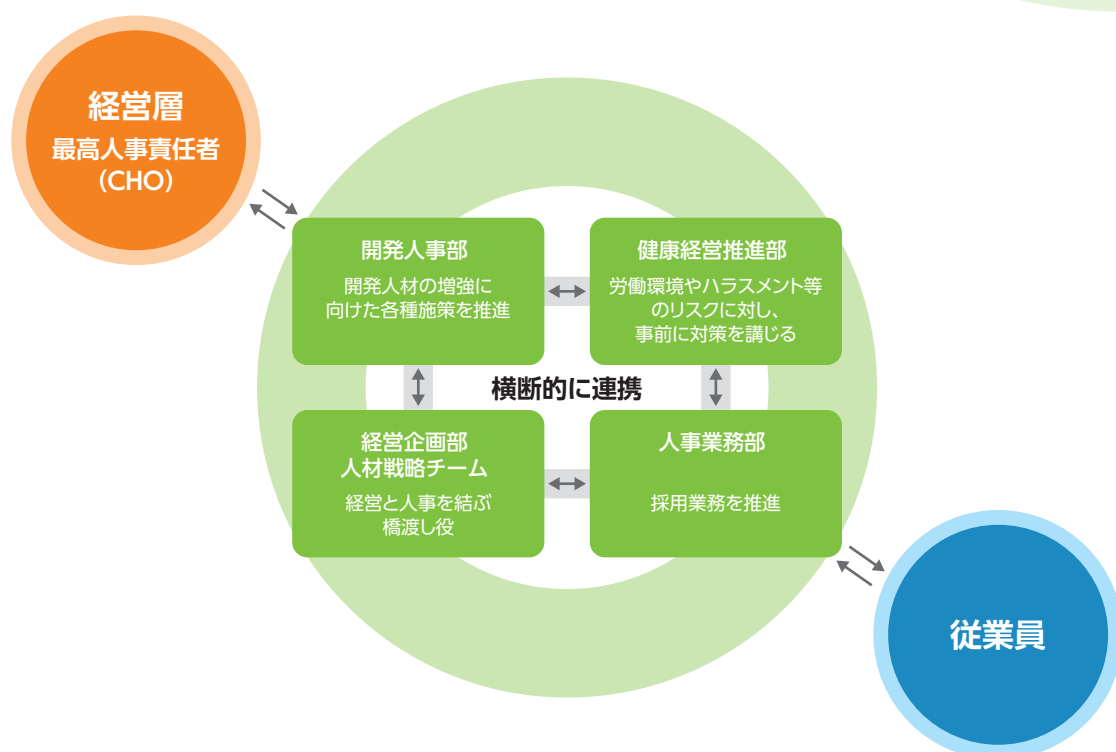 経営層
最高人事責任者
(CHO)
開発人事部
開発人材の増強に
向けた各種施策を推進
健康経営推進部
労働環境やハラスメント等
のリスクに対し、
事前に対策を講じる
横断的に連携
経営企画部
人材戦略チーム
経営と人事を結ぶ
橋渡し役
人事業務部
採用業務を推進
従業員